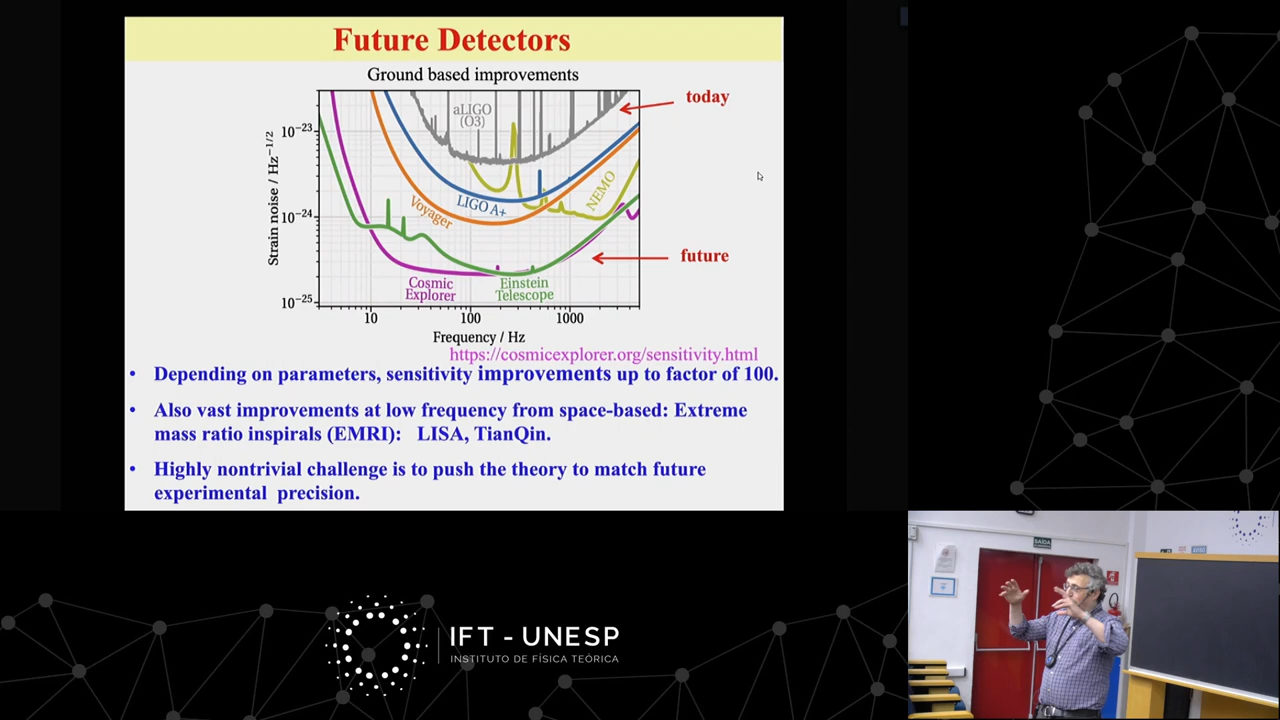 Future Detectors
Ground based improvements
today
aLIGO
(O3)
10⁻²³
Strain noise / Hz⁻¹/²
NEMO
LIGO A+
Voyager
10⁻²⁴
future
Cosmic
Explorer
Einstein
Telescope
10⁻²⁵
10 100 1000
Frequency / Hz
https://cosmicexplorer.org/sensitivity.html
• Depending on parameters, sensitivity improvements up to factor of 100.
• Also vast improvements at low frequency from space-based: Extreme
mass ratio inspirals (EMRI): LISA, TianQin.
• Highly nontrivial challenge is to push the theory to match future
experimental precision.
SAÍDA
IFT - UNESP
INSTITUTO DE FÍSICA TEÓRICA